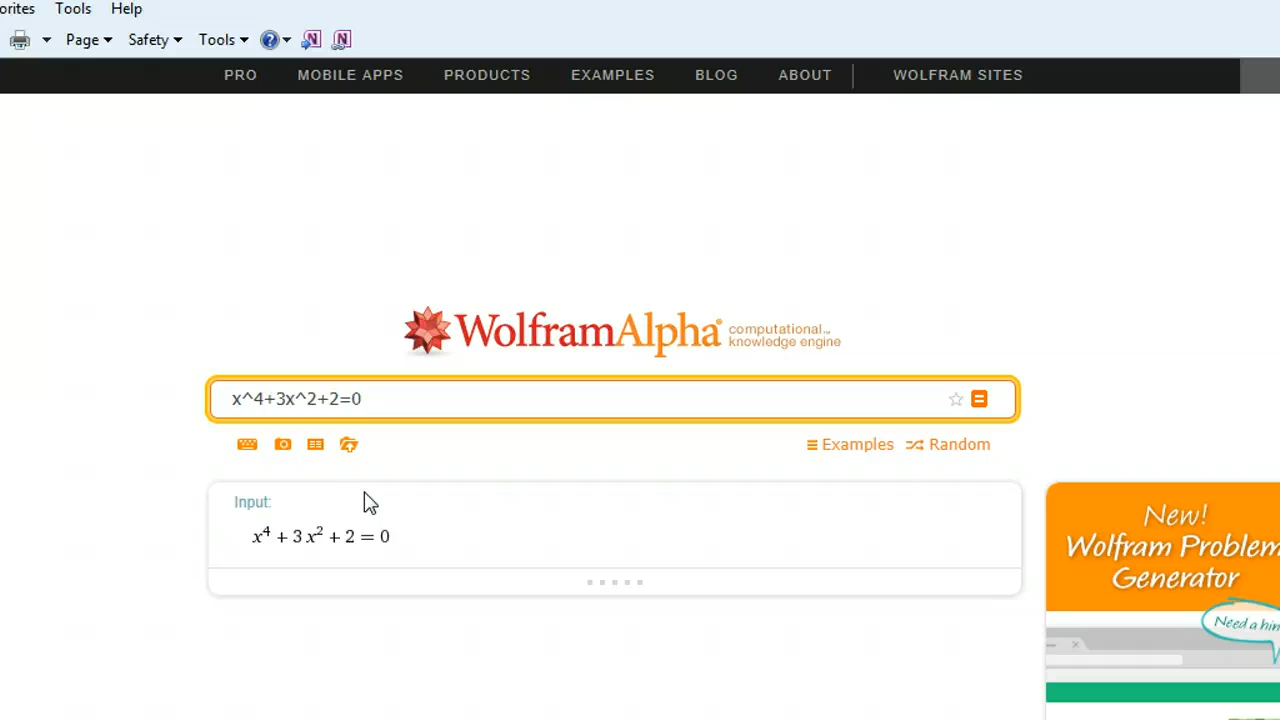 orites Tools Help
Page Safety Tools
PRO MOBILE APPS PRODUCTS EXAMPLES BLOG ABOUT WOLFRAM SITES
WolframAlpha computational
knowledge engine
x^4+3x^2+2=0
Examples Random
Input:
x⁴ + 3 x² + 2 = 0
New!
Wolfram Problem
Generator
Need a hin